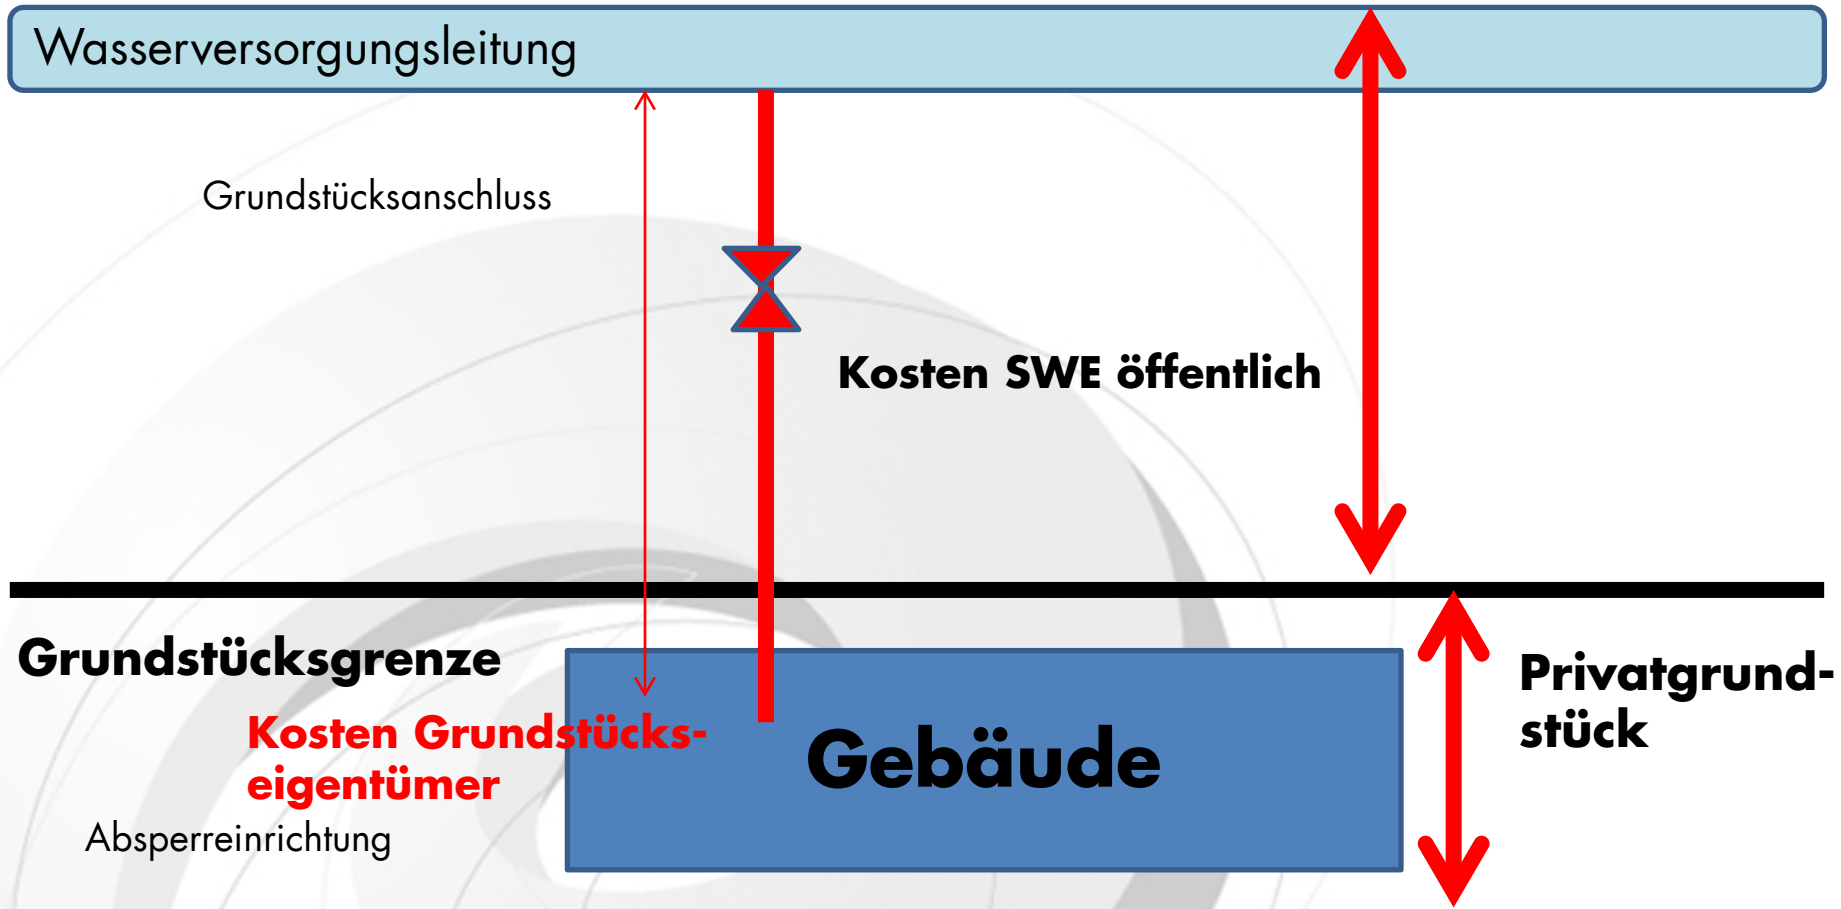 Wasserversorgungsleitung
Grundstücksanschluss
Kosten SWE öffentlich
Grundstücksgrenze
Privatgrund-
stück
Kosten Grundstücks-
eigentümer
Gebäude
Absperreinrichtung